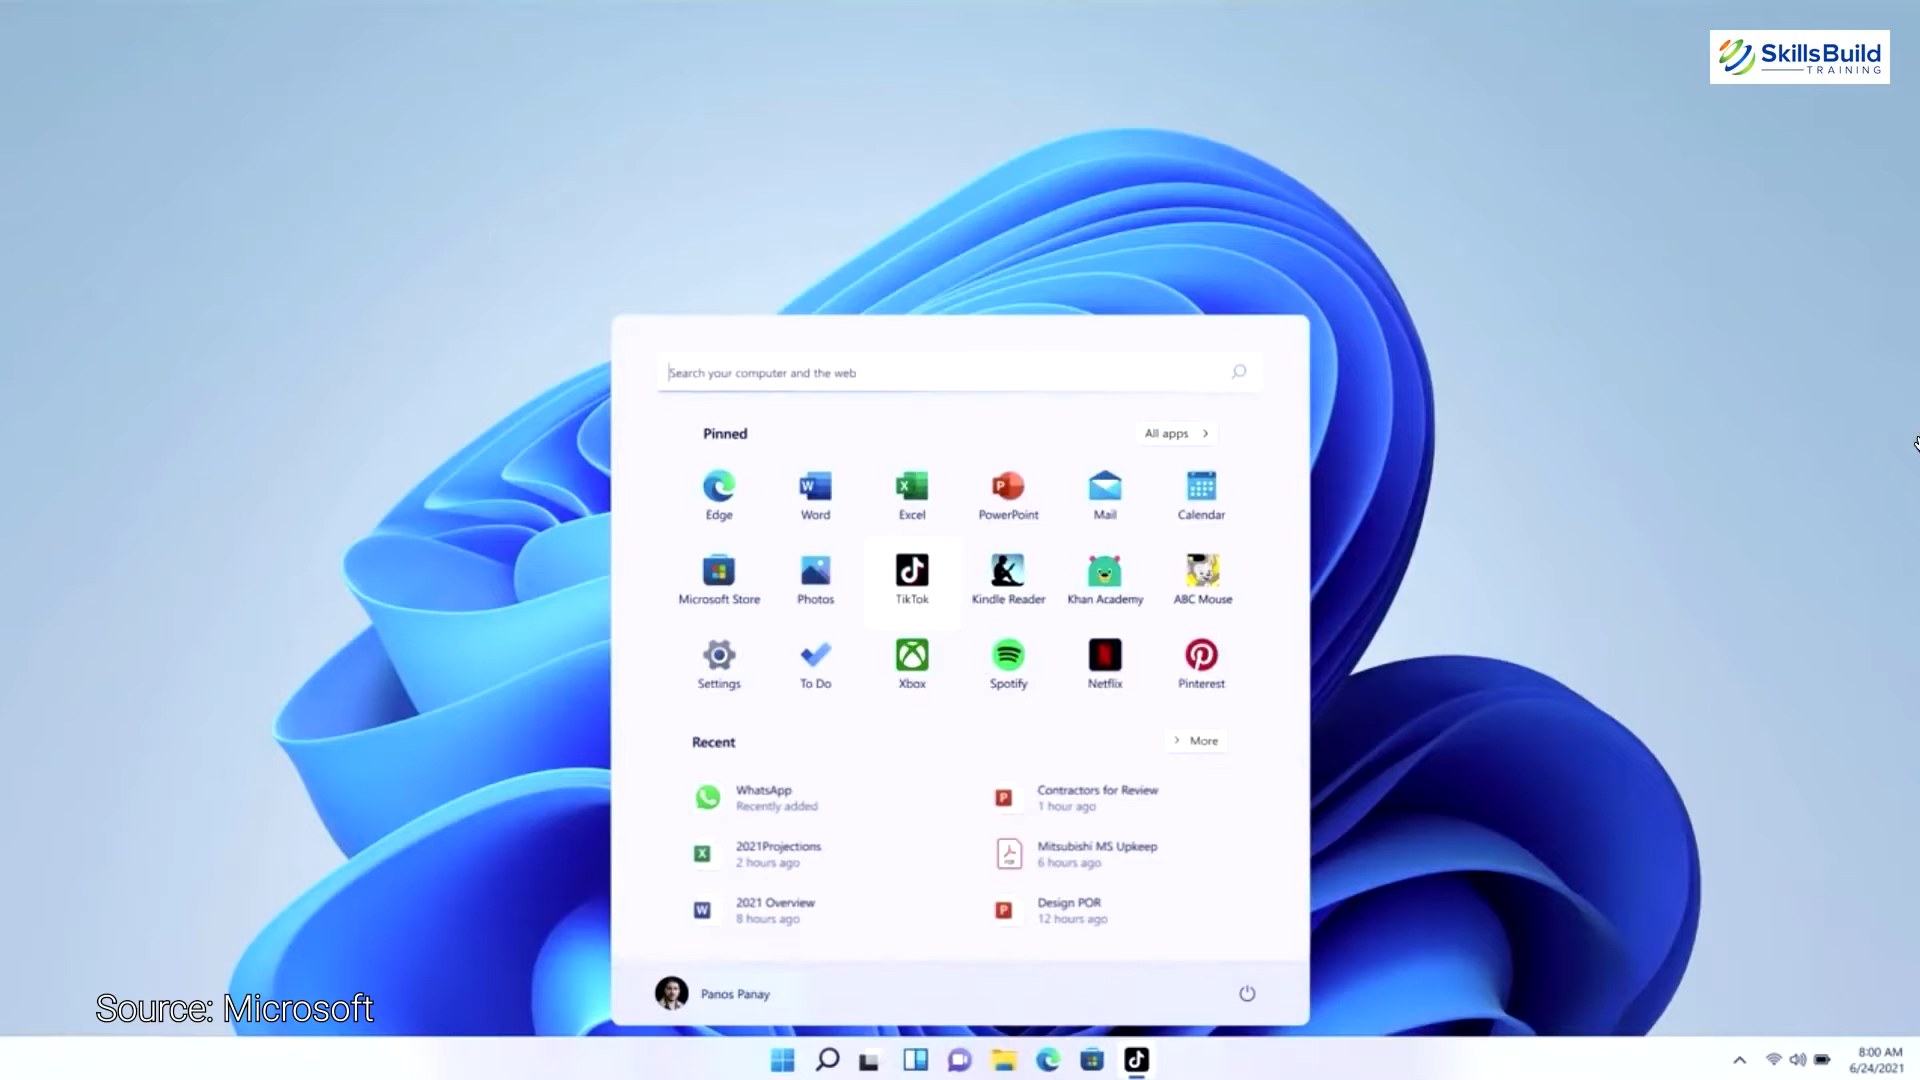 SkillsBuild
TRAINING
Search your computer and the web
Pinned
All apps
Edge
Word
Excel
PowerPoint
Mail
Calendar
Microsoft Store
Photos
TikTok
Kindle Reader
Khan Academy
ABC Mouse
Settings
To Do
Xbox
Spotify
Netflix
Pinterest
Recent
More
WhatsApp
Recently added
Contractors for Review
1 hour ago
2021Projections
2 hours ago
Mitsubishi MS Upkeep
6 hours ago
2021 Overview
8 hours ago
Design POR
12 hours ago
Panos Panay
Source: Microsoft
8:00 AM
6/24/2021